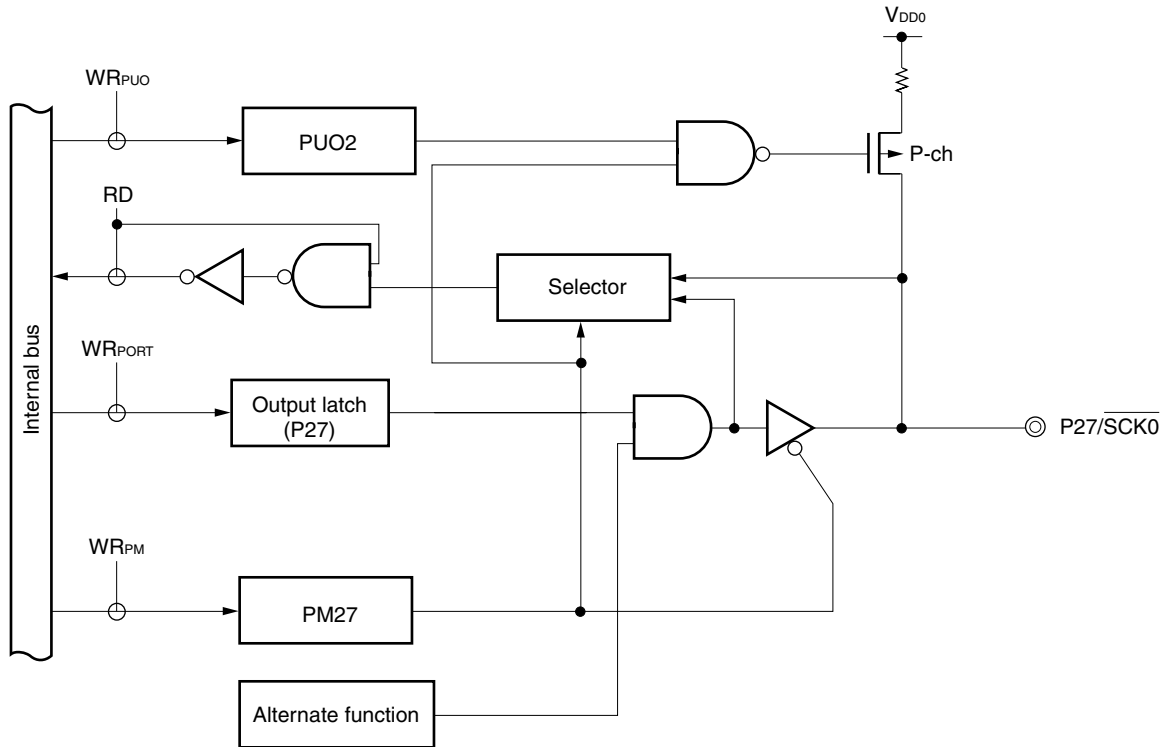 VDD0
WRPUO
PUO2
P-ch
RD
Selector
WRPORT
Internal bus
Output latch
(P27)
P27/SCK0
WRPM
PM27
Alternate function